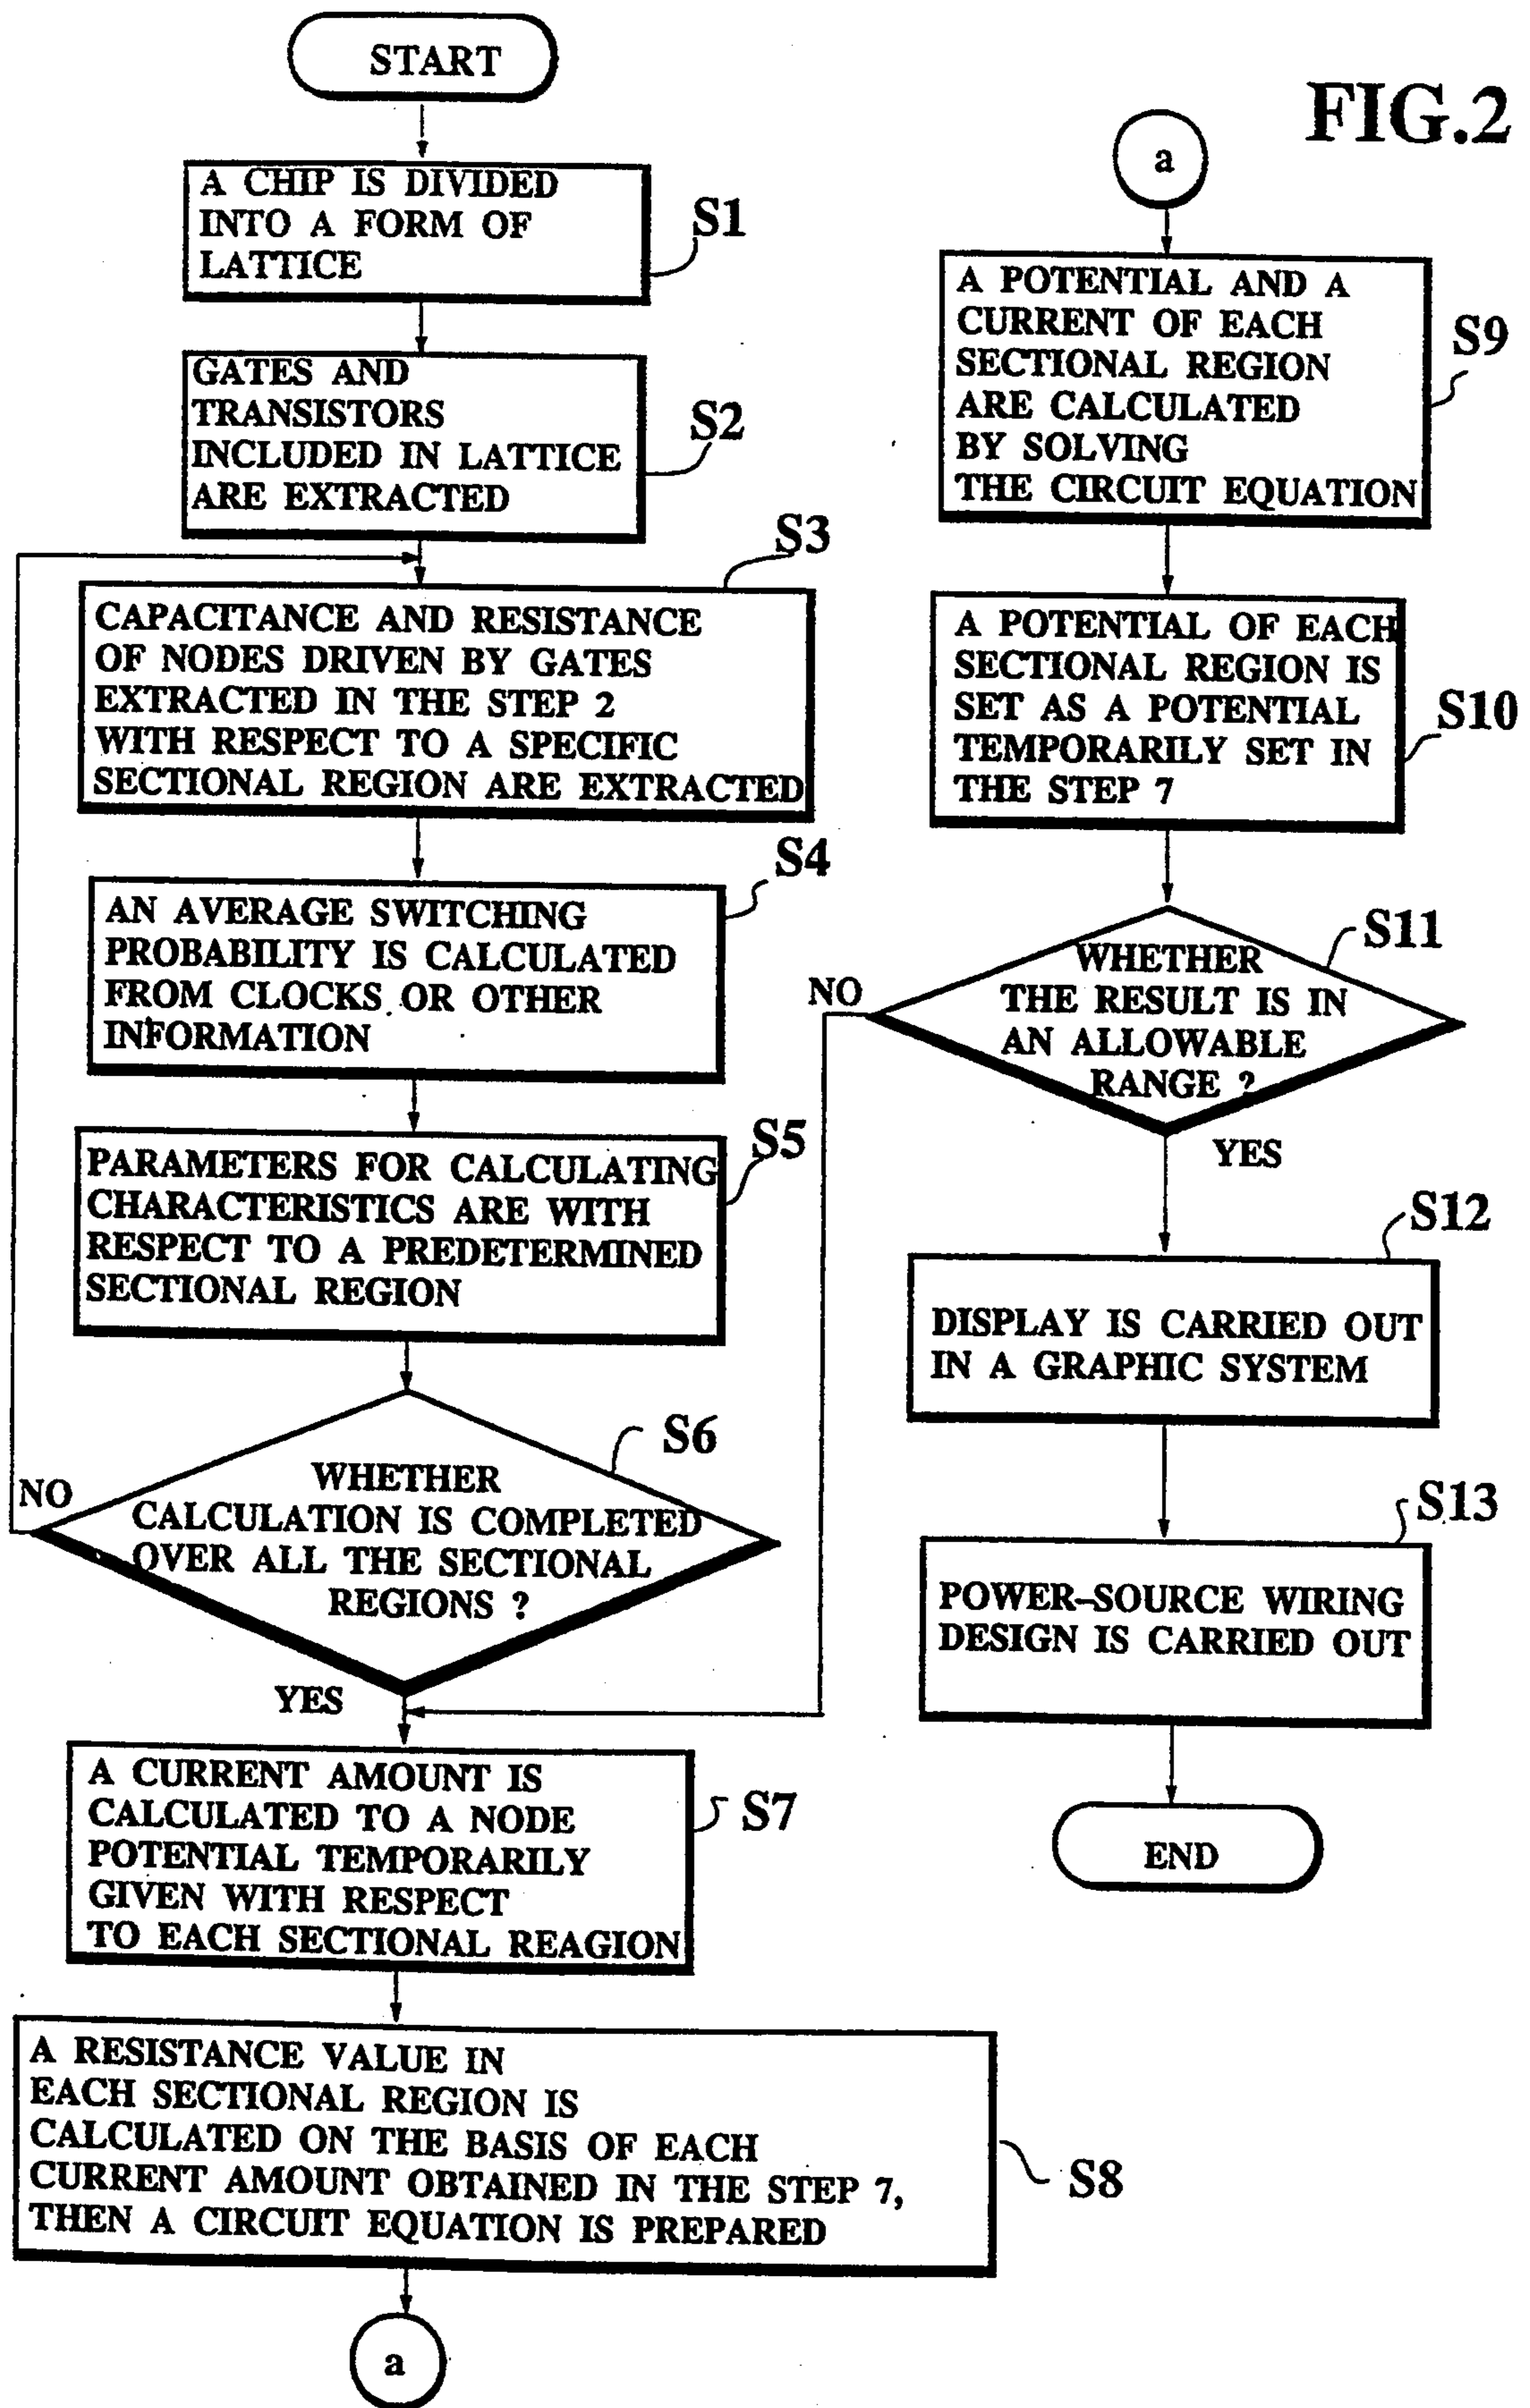 START
FIG.2
A CHIP IS DIVIDED
INTO A FORM OF
LATTICE
S1
GATES AND
TRANSISTORS
INCLUDED IN LATTICE
ARE EXTRACTED
S2
S3
CAPACITANCE AND RESISTANCE
OF NODES DRIVEN BY GATES
EXTRACTED IN THE STEP 2
WITH RESPECT TO A SPECIFIC
SECTIONAL REGION ARE EXTRACTED
S4
AN AVERAGE SWITCHING
PROBABILITY IS CALCULATED
FROM CLOCKS OR OTHER
INFORMATION
S5
PARAMETERS FOR CALCULATING
CHARACTERISTICS ARE WITH
RESPECT TO A PREDETERMINED
SECTIONAL REGION
S6
NO
WHETHER
CALCULATION IS COMPLETED
OVER ALL THE SECTIONAL
REGIONS ?
YES
A CURRENT AMOUNT IS
CALCULATED TO A NODE
POTENTIAL TEMPORARILY
GIVEN WITH RESPECT
TO EACH SECTIONAL REAGION
S7
A RESISTANCE VALUE IN
EACH SECTIONAL REGION IS
CALCULATED ON THE BASIS OF EACH
CURRENT AMOUNT OBTAINED IN THE STEP 7,
THEN A CIRCUIT EQUATION IS PREPARED
S8
a
a
A POTENTIAL AND A
CURRENT OF EACH
SECTIONAL REGION
ARE CALCULATED
BY SOLVING
THE CIRCUIT EQUATION
S9
A POTENTIAL OF EACH
SECTIONAL REGION IS
SET AS A POTENTIAL
TEMPORARILY SET IN
THE STEP 7
S10
S11
NO
WHETHER
THE RESULT IS IN
AN ALLOWABLE
RANGE ?
YES
S12
DISPLAY IS CARRIED OUT
IN A GRAPHIC SYSTEM
S13
POWER-SOURCE WIRING
DESIGN IS CARRIED OUT
END